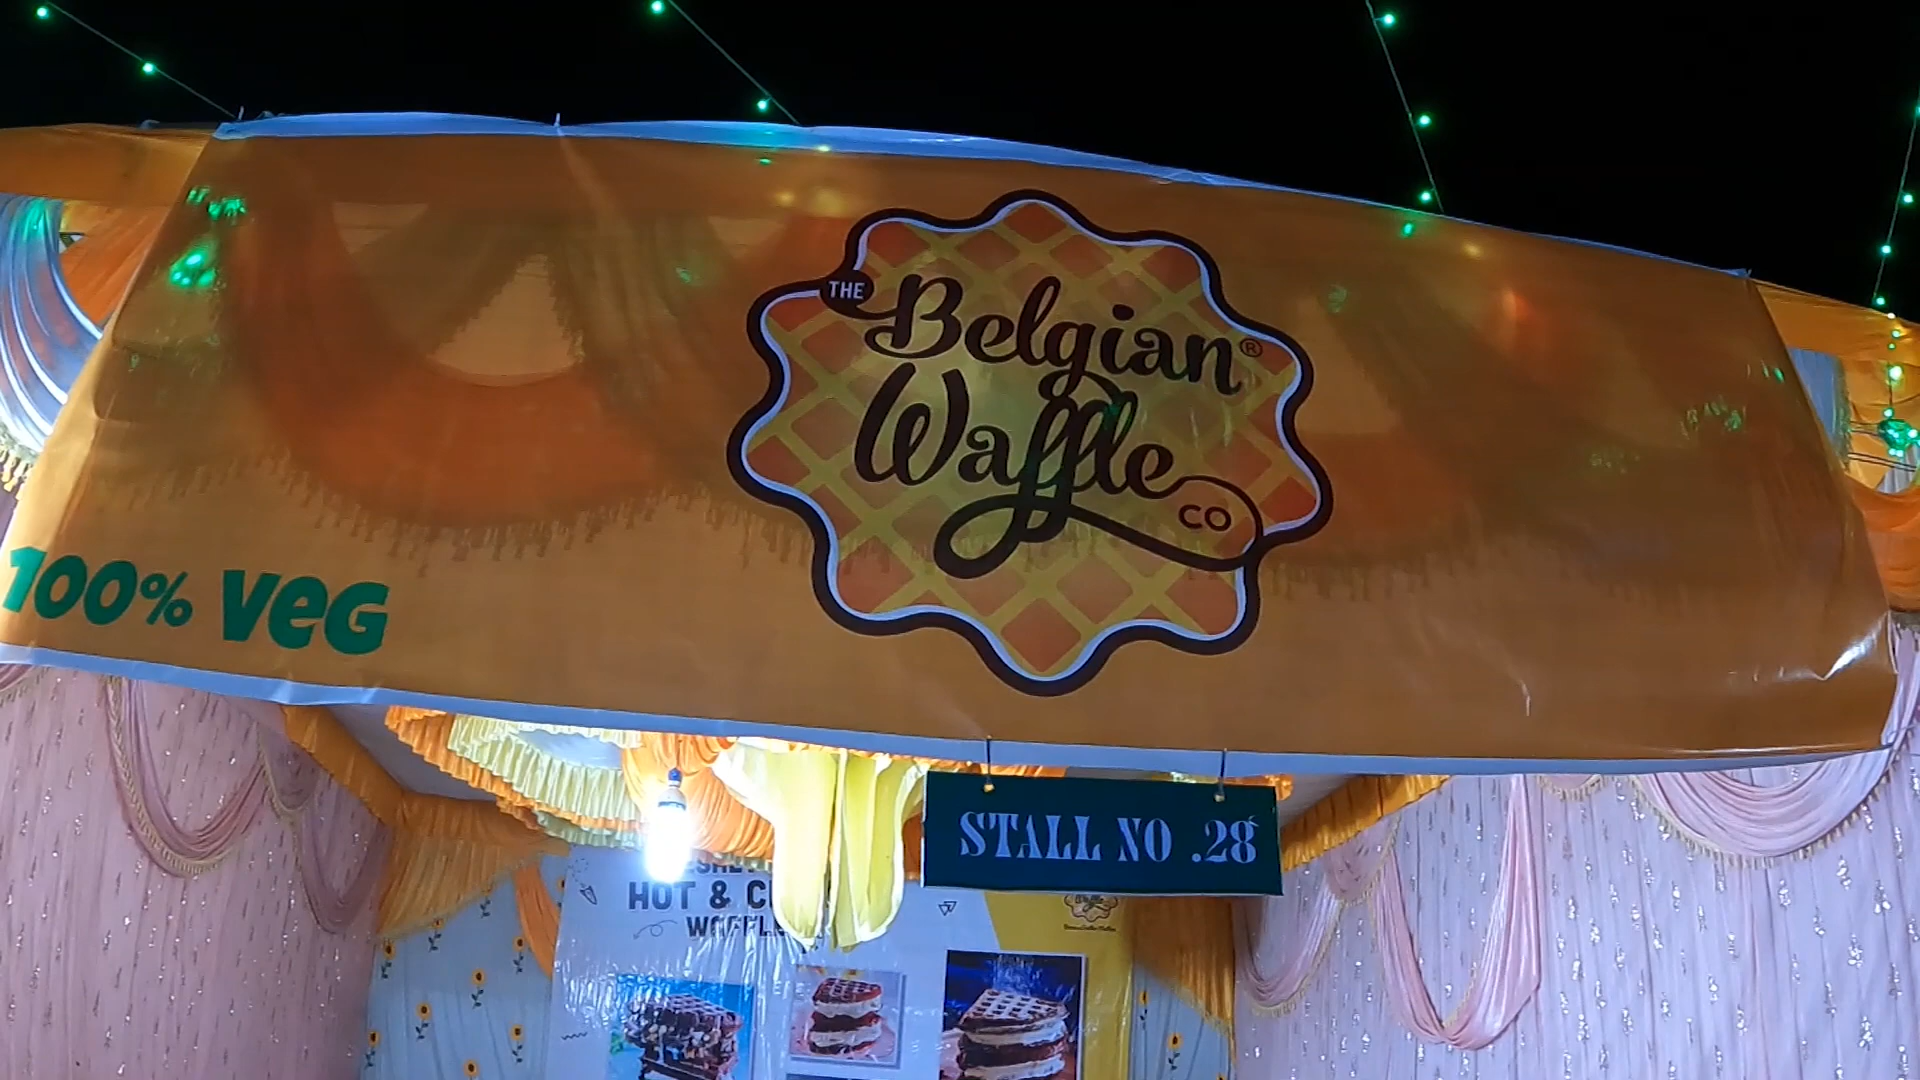 THE
Belgian®
Waffle
CO
100% VEG
STALL NO .28
HOT &